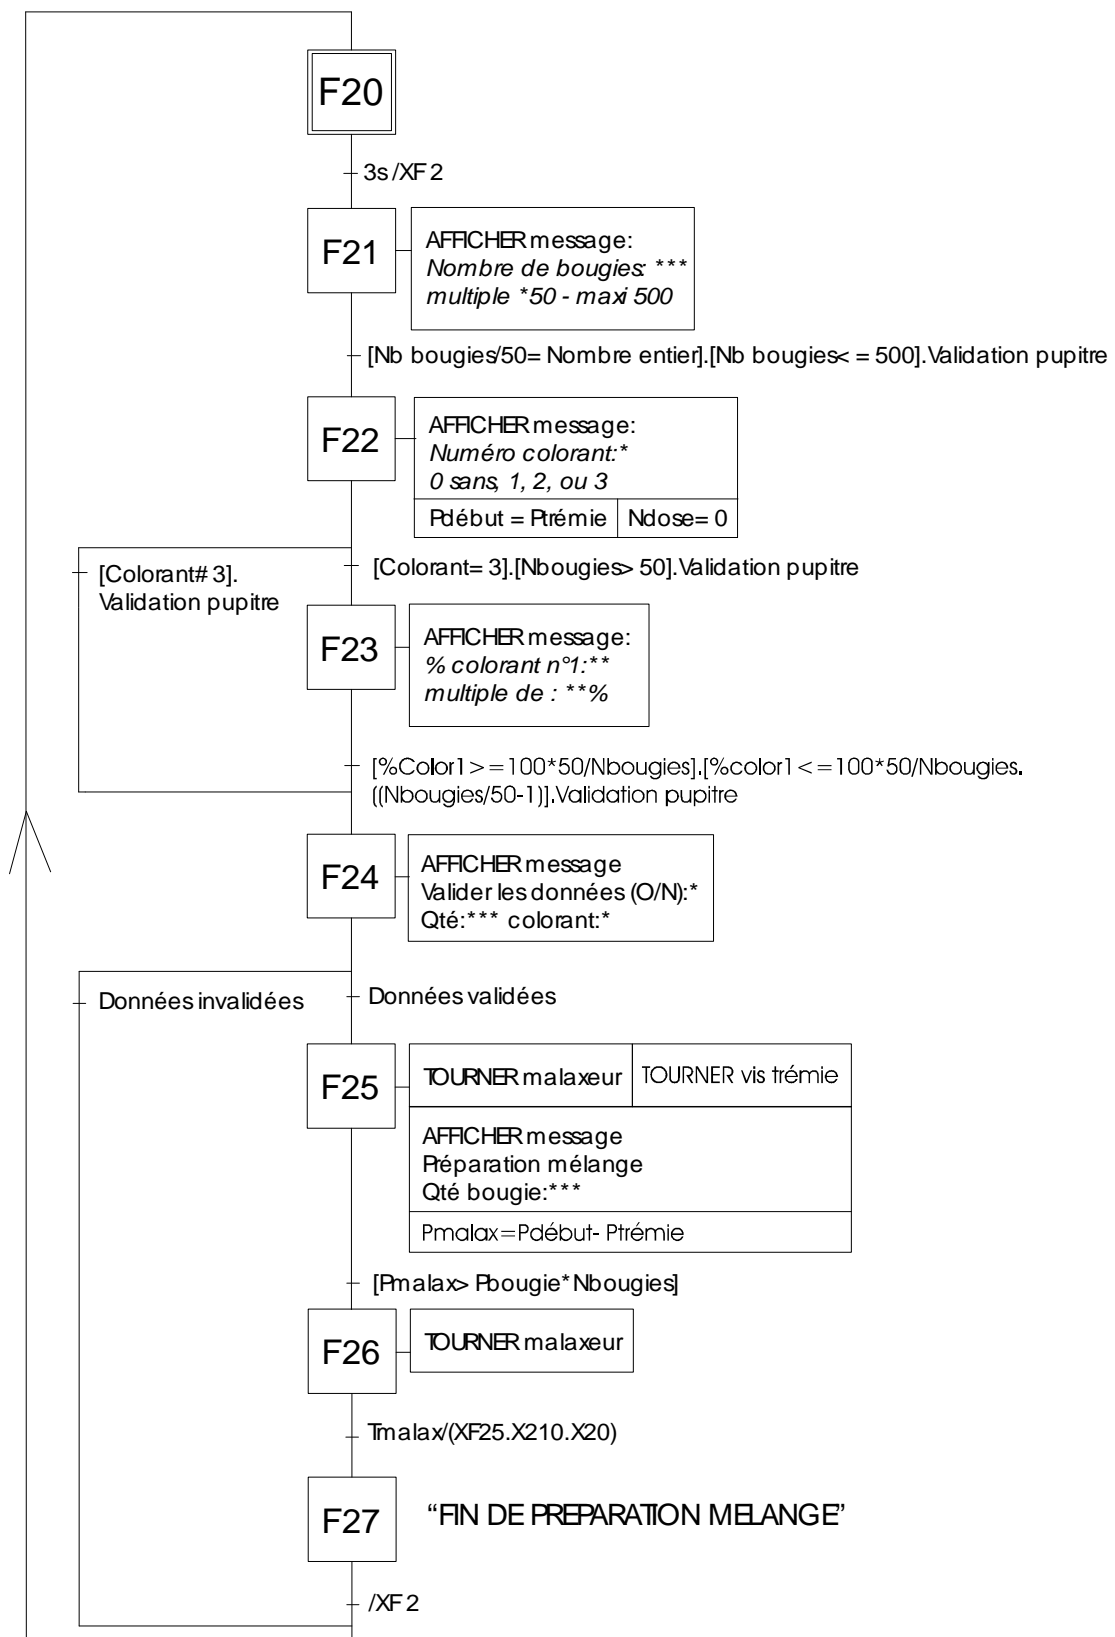 F20
3s /XF2
F21
AFFICHER message:
Nombre de bougies: ***
multiple *50 - maxi 500
[Nb bougies/50= Nombre entier].[Nb bougies< = 500].Validation pupitre
F22
AFFICHER message:
Numéro colorant:*
0 sans, 1, 2, ou 3
Pdébut = Ptrémie
Ndose= 0
[Colorant# 3].
Validation pupitre
[Colorant= 3].[Nbougies> 50].Validation pupitre
F23
AFFICHER message:
% colorant n°1:**
multiple de : **%
[%Color1>=100*50/Nbougies].[%color1<=100*50/Nbougies.
((Nbougies/50-1)].Validation pupitre
F24
AFFICHER message
Valider les données (O/N):*
Qté:*** colorant:*
Données invalidées
Données validées
F25
TOURNER malaxeur
TOURNER vis trémie
AFFICHER message
Préparation mélange
Qté bougie:***
Pmalax=Pdébut- Ptrémie
[Pmalax> Pbougie* Nbougies]
F26
TOURNER malaxeur
Tmalax/(XF25.X210.X20)
F27
“FIN DE PREPARATION MELANGE”
/XF2